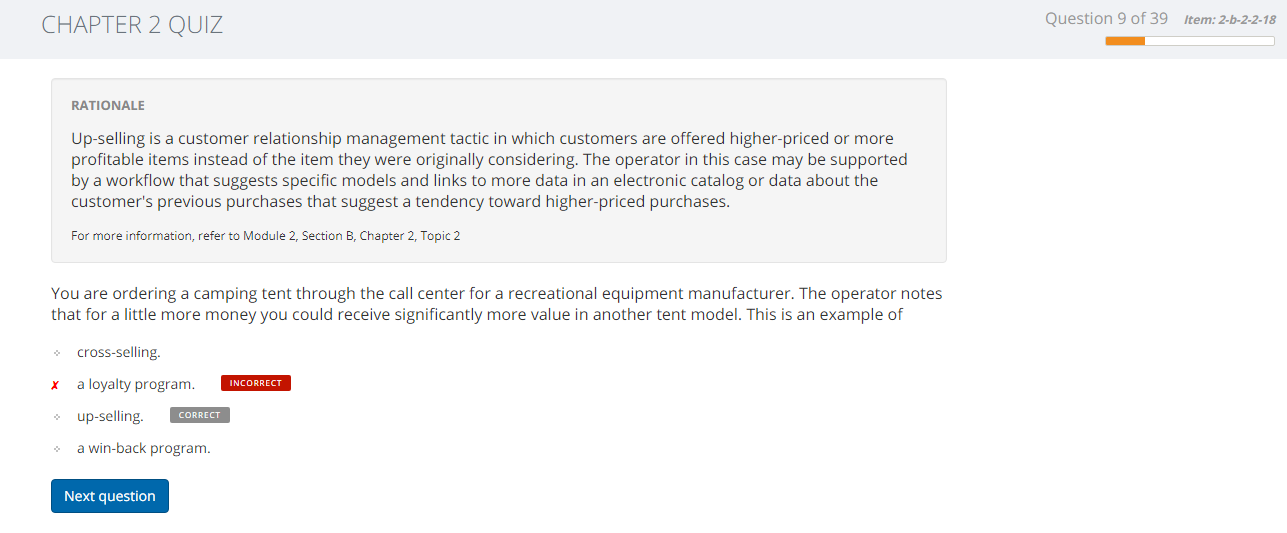 CHAPTER 2 QUIZ
Question 9 of 39 Item: 2-b-2-2-18
RATIONALE
Up-selling is a customer relationship management tactic in which customers are offered higher-priced or more
profitable items instead of the item they were originally considering. The operator in this case may be supported
by a workflow that suggests specific models and links to more data in an electronic catalog or data about the
customer's previous purchases that suggest a tendency toward higher-priced purchases.
For more information, refer to Module 2, Section B, Chapter 2, Topic 2
You are ordering a camping tent through the call center for a recreational equipment manufacturer. The operator notes
that for a little more money you could receive significantly more value in another tent model. This is an example of
cross-selling.
✗ a loyalty program. INCORRECT
up-selling. CORRECT
a win-back program.
Next question